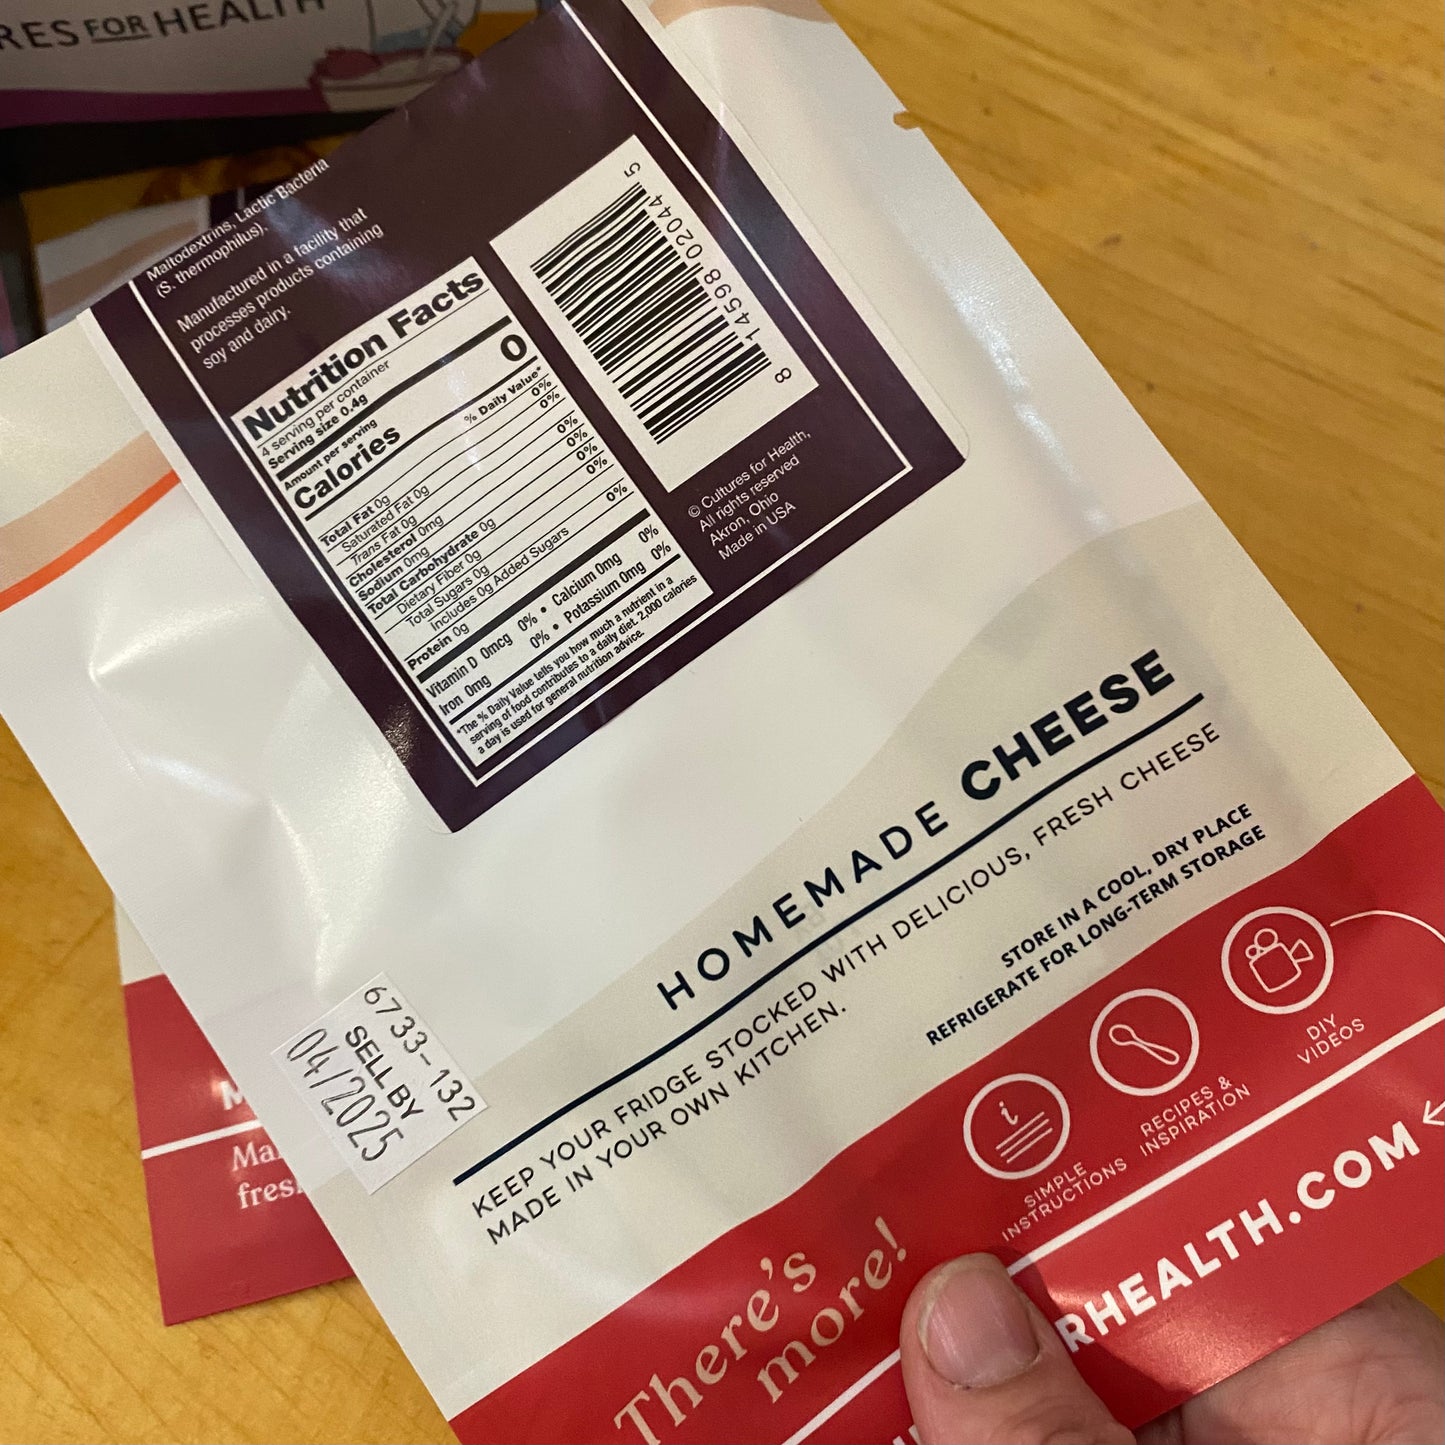 RES FOR HEALTH
Maltodextrins, Lactic Bacteria
(S. thermophilus).
Manufactured in a facility that
processes products containing
soy and dairy.
Nutrition Facts
4 serving per container
Serving size 0.4g
Amount per serving
Calories 0
% Daily Value*
Total Fat 0g 0%
Saturated Fat 0g 0%
Trans Fat 0g
Cholesterol 0mg 0%
Sodium 0mg 0%
Total Carbohydrate 0g 0%
Dietary Fiber 0g 0%
Total Sugars 0g
Includes 0g Added Sugars 0%
Protein 0g
Vitamin D 0mcg 0% • Calcium 0mg 0%
Iron 0mg 0% • Potassium 0mg 0%
*The % Daily Value tells you how much a nutrient in a
serving of food contributes to a daily diet. 2,000 calories
a day is used for general nutrition advice.
8 14598 02044 5
© Cultures for Health,
All rights reserved
Akron, Ohio
Made in USA
HOMEMADE CHEESE
KEEP YOUR FRIDGE STOCKED WITH DELICIOUS, FRESH CHEESE
MADE IN YOUR OWN KITCHEN.
STORE IN A COOL, DRY PLACE
REFRIGERATE FOR LONG-TERM STORAGE
6733-132
SELL BY
04/2025
M
Ma
fres
There's
more!
i
SIMPLE
INSTRUCTIONS
RECIPES &
INSPIRATION
DIY
VIDEOS
RHEALTH.COM